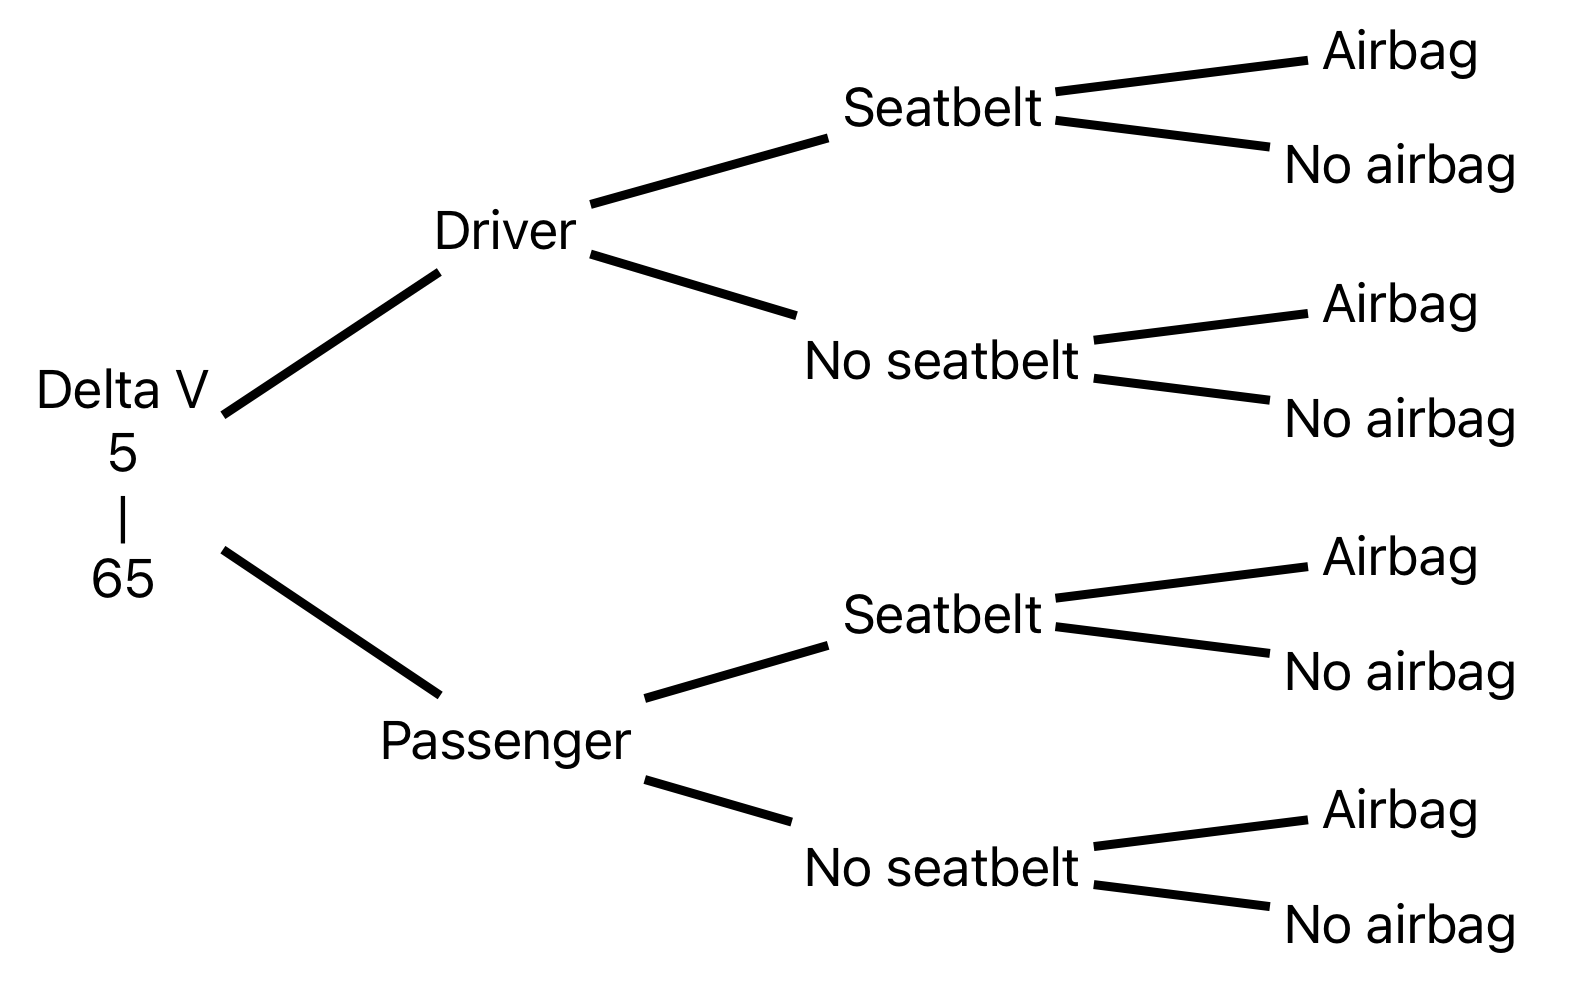 Airbag
Seatbelt
No airbag
Driver
Airbag
No seatbelt
No airbag
Delta V
5
|
65
Airbag
Seatbelt
No airbag
Passenger
Airbag
No seatbelt
No airbag